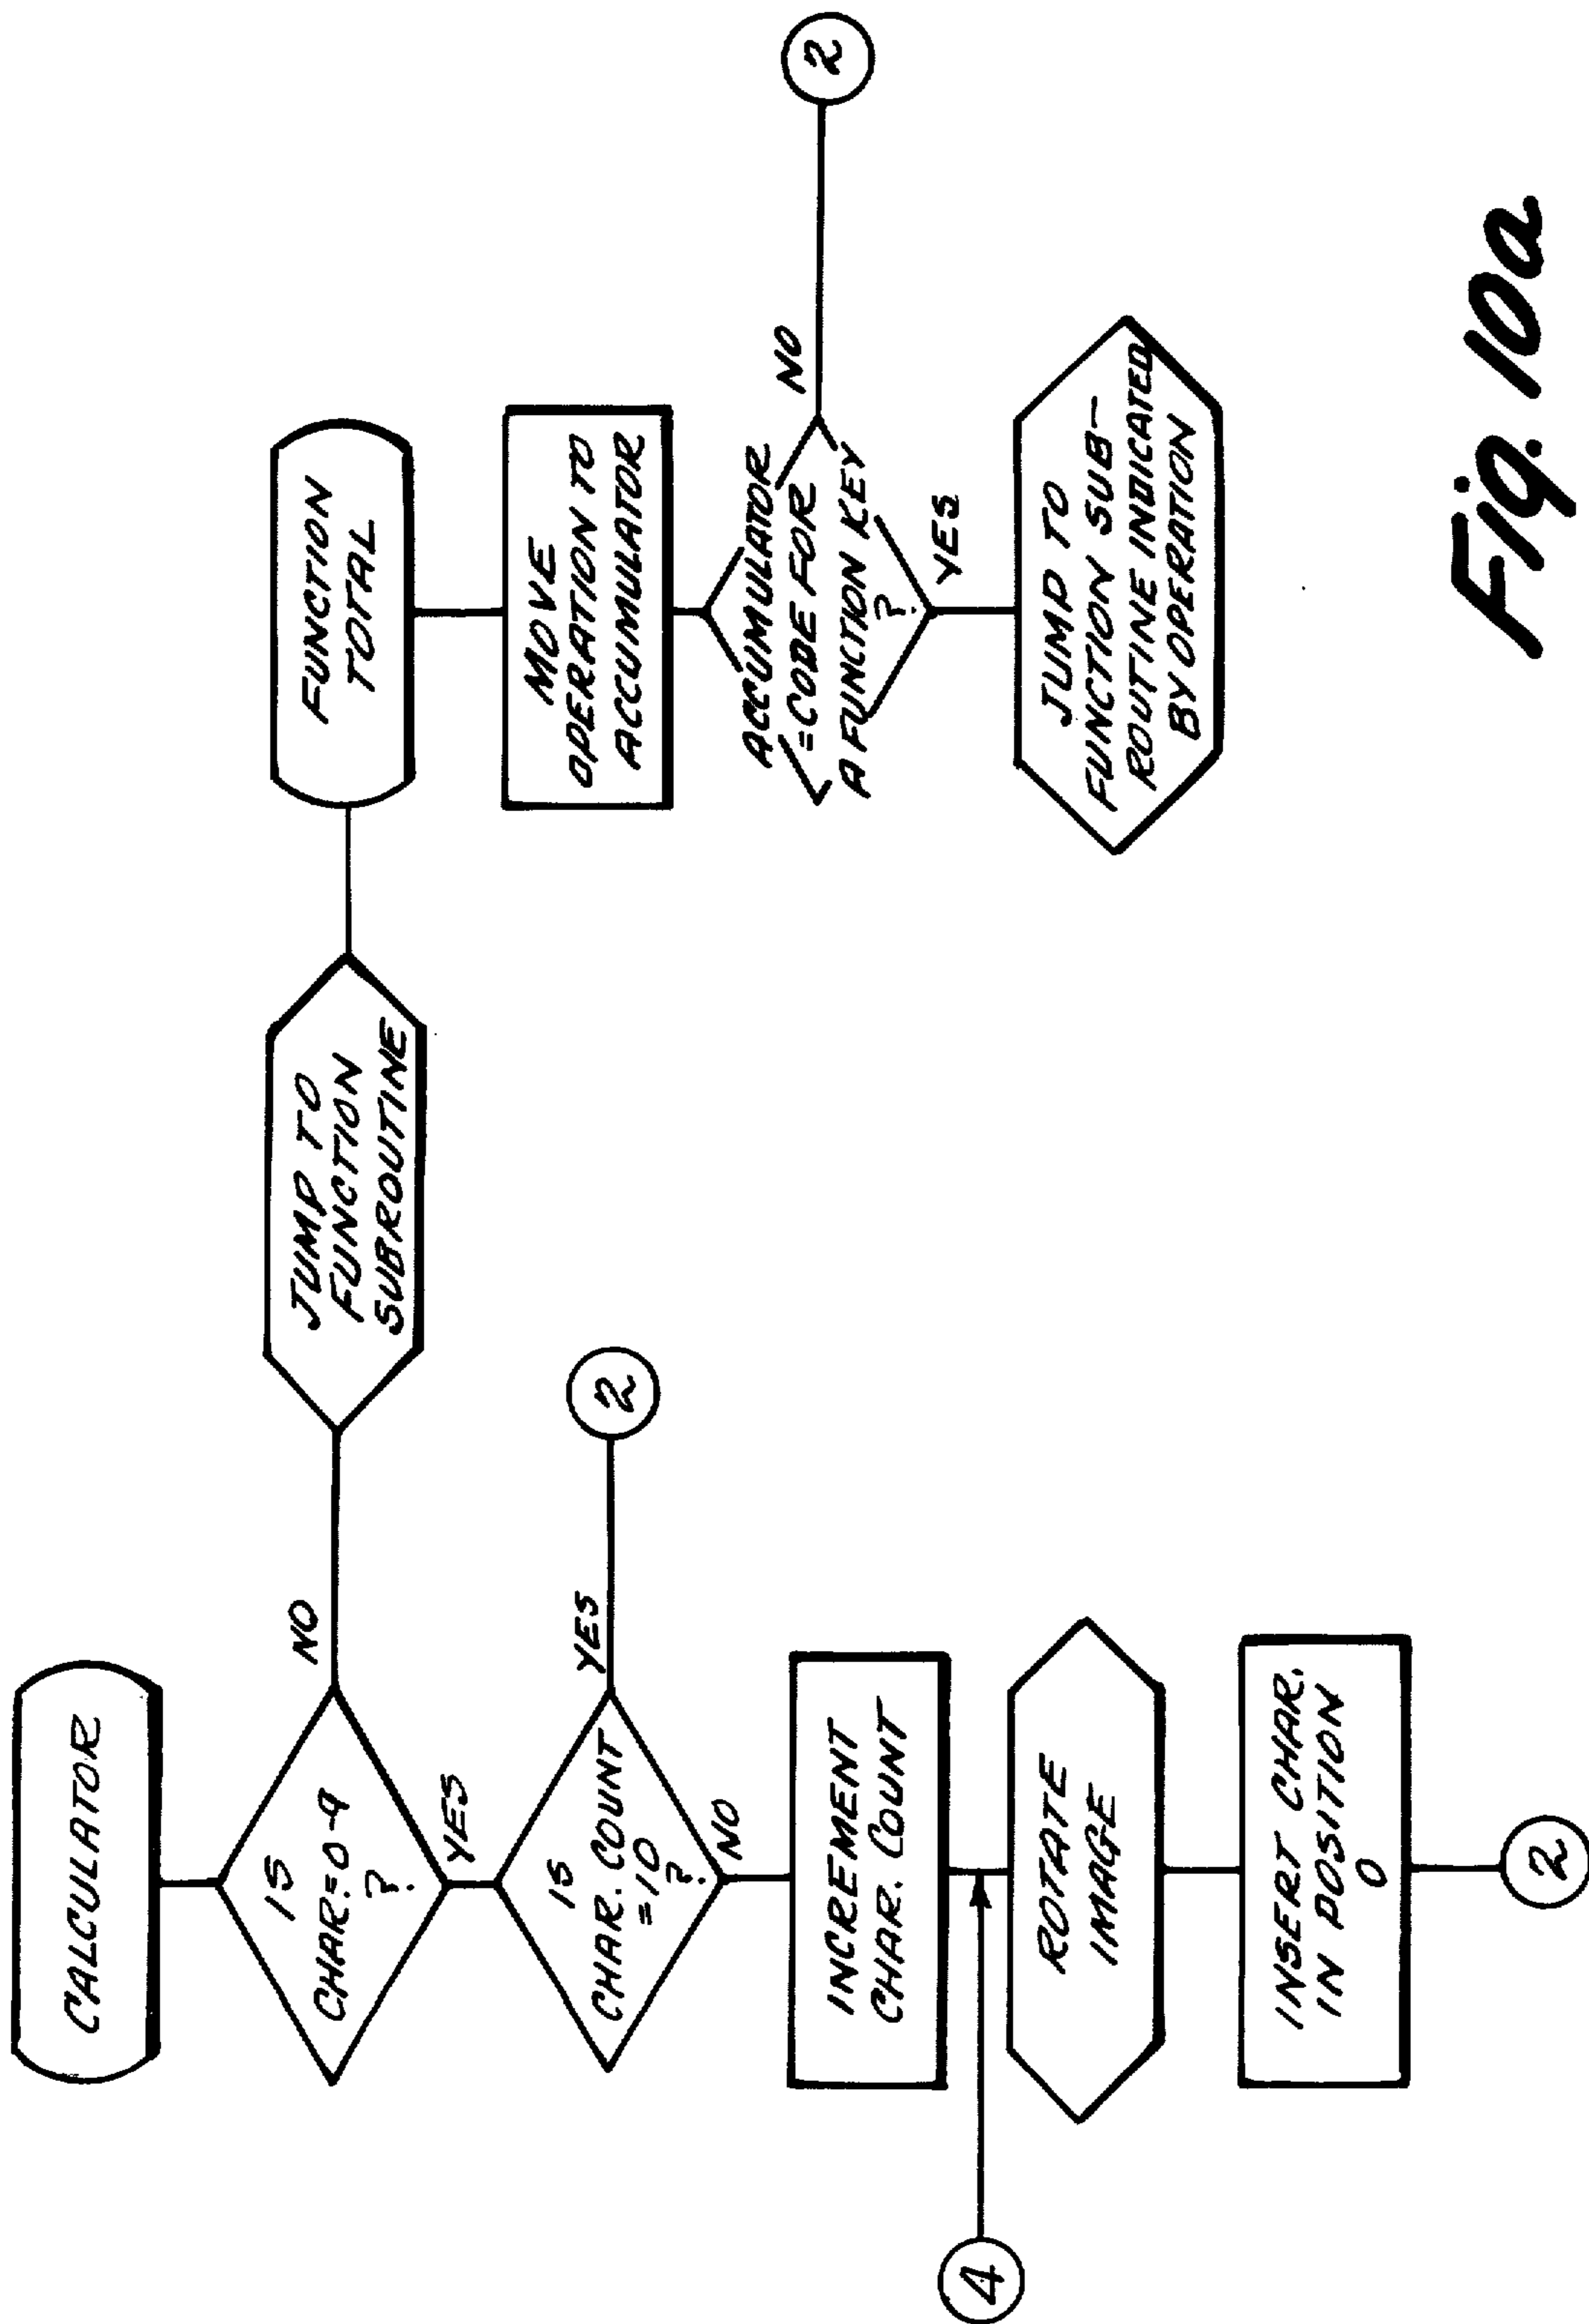 CALCULATOR
IS
CHAR.=0-9
?
NO
YES
JUMP TO
FUNCTION
SUBROUTINE
IS
CHAR. COUNT
=10
?
YES
2
NO
INCREMENT
CHAR. COUNT
4
ROTATE
IMAGE
INSERT CHAR.
IN POSITION
0
2
FUNCTION
TOTAL
MOVE
OPERATION TO
ACCUMULATOR
ACCUMULATOR
=CODE FOR
A FUNCTION KEY
?
NO
2
YES
JUMP TO
FUNCTION SUB-
ROUTINE INDICATED
BY OPERATION
Fig. 10a